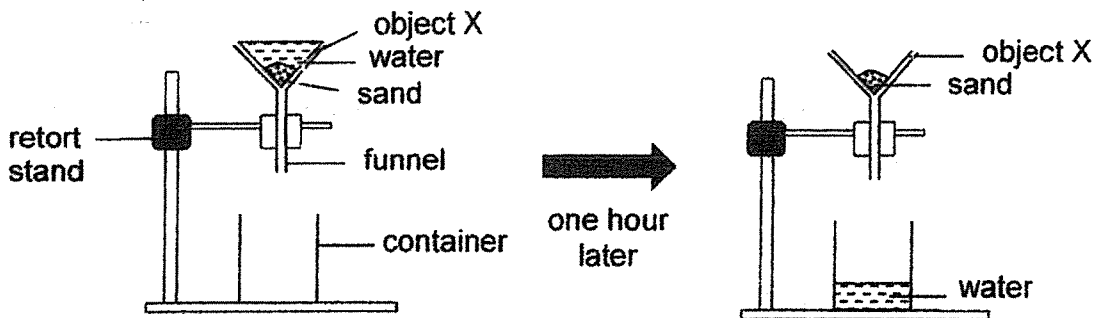 object X
water
sand
retort
stand
funnel
container
one hour
later
object X
sand
water